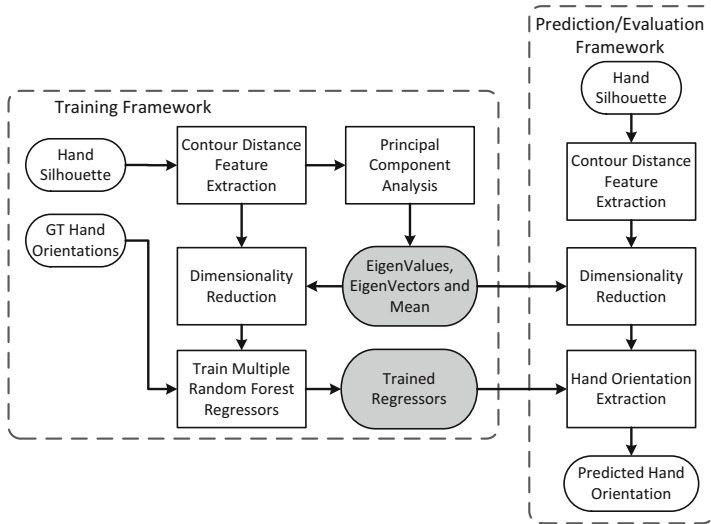 Training Framework
Hand
Silhouette
Contour Distance
Feature
Extraction
Principal
Component
Analysis
GT Hand
Orientations
Dimensionality
Reduction
EigenValues,
EigenVectors and
Mean
Train Multiple
Random Forest
Regressors
Trained
Regressors
Prediction/Evaluation
Framework
Hand
Silhouette
Contour Distance
Feature
Extraction
Dimensionality
Reduction
Hand Orientation
Extraction
Predicted Hand
Orientation